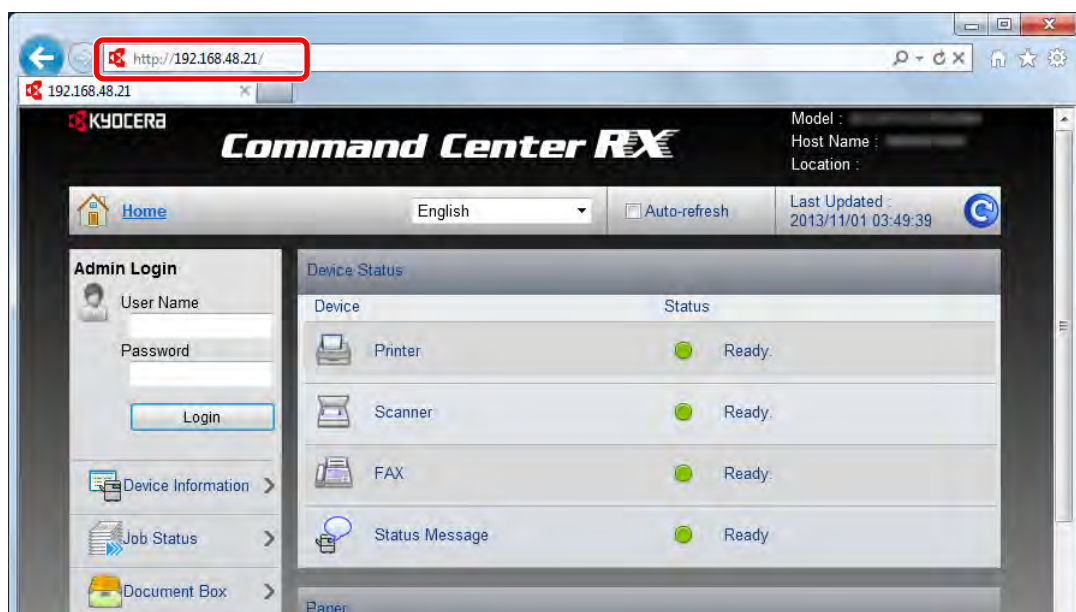 http://192.168.48.21/
192.168.48.21
KYOCERA
Command Center RX
Model :
Host Name :
Location :
Home
English
Auto-refresh
Last Updated :
2013/11/01 03:49:39
Admin Login
User Name
Password
Login
Device Information
Job Status
Document Box
Device Status
Device Status
Printer Ready.
Scanner Ready.
FAX Ready.
Status Message Ready
Paper